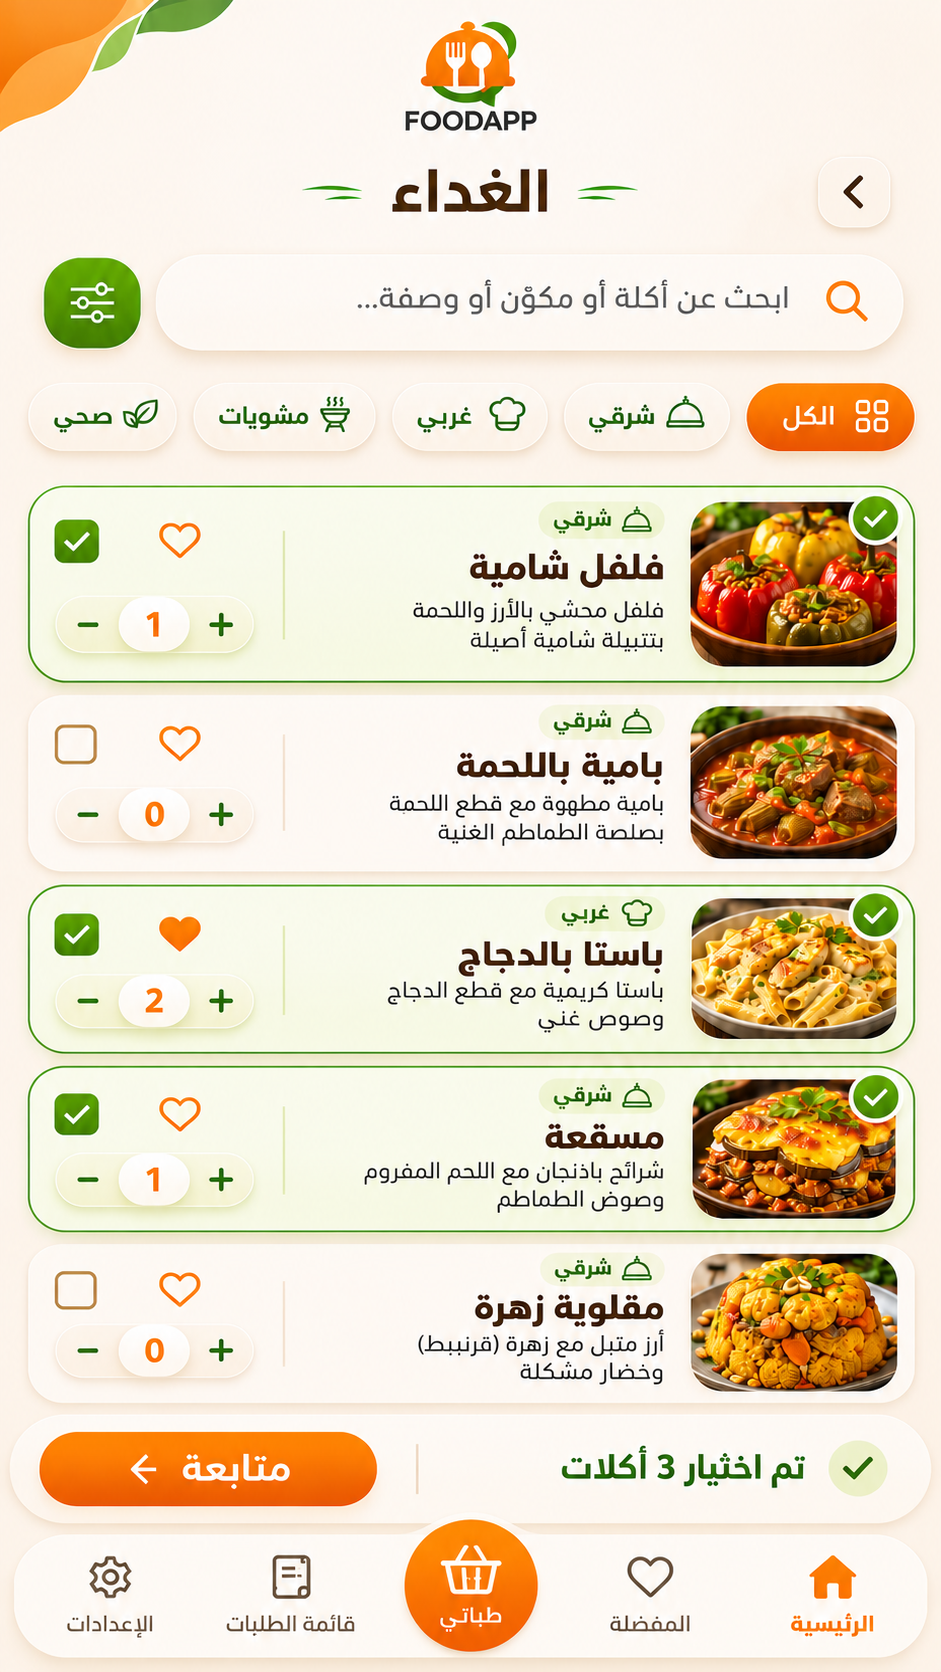 FOODAPP
الغداء
ابحث عن أكلة أو مكوّن أو وصفة...
الكل
شرقي
غربي
مشويات
صحي
شرقي
فلفل شامية
فلفل محشي بالأرز واللحمة
بتتبيلة شامية أصيلة
1
شرقي
بامية باللحمة
بامية مطهوة مع قطع اللحمة
بصلصة الطماطم الغنية
0
غربي
باستا بالدجاج
باستا كريمية مع قطع الدجاج
وصوص غني
2
شرقي
مسقعة
شرائح باذنجان مع اللحم المفروم
وصوض الطماطم
1
شرقي
مقلوية زهرة
أرز متبل مع زهرة (قرنبيط)
وخضار مشكلة
0
تم اختيار 3 أكلات
متابعة
الرئيسية
المفضلة
طباتي
قائمة الطلبات
الإعدادات